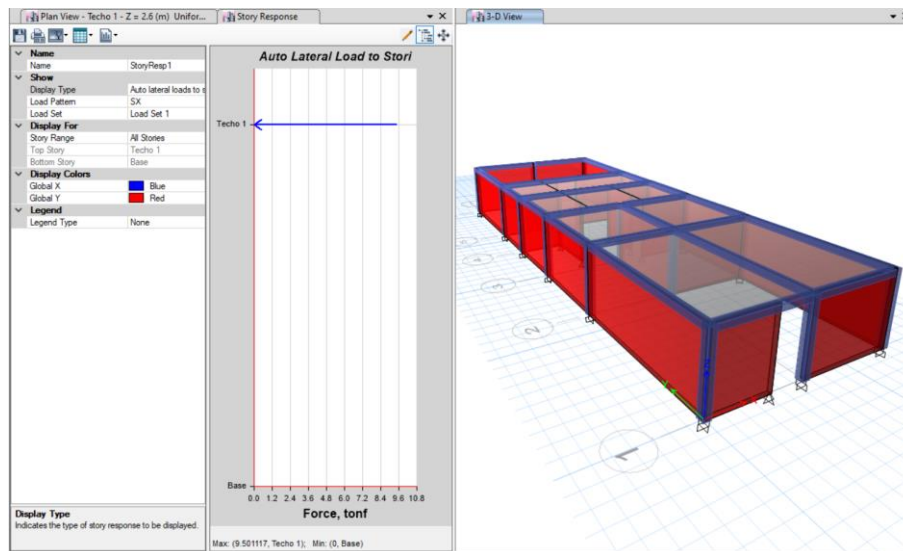 Plan View - Techo 1 - Z = 2.6 (m) Unifor...
Story Response
3-D View
Name
Name StoryResp1
Show
Display Type Auto lateral loads to s
Load Pattern SX
Load Set Load Set 1
Display For
Story Range All Stories
Top Story Techo 1
Bottom Story Base
Display Colors
Global X Blue
Global Y Red
Legend
Legend Type None
Display Type
Indicates the type of story response to be displayed.
Auto Lateral Load to Stori
Techo 1
Base
0.0 1.2 2.4 3.6 4.8 6.0 7.2 8.4 9.6 10.8
Force, tonf
Max: (9.501117, Techo 1); Min: (0, Base)
4
3
2
1